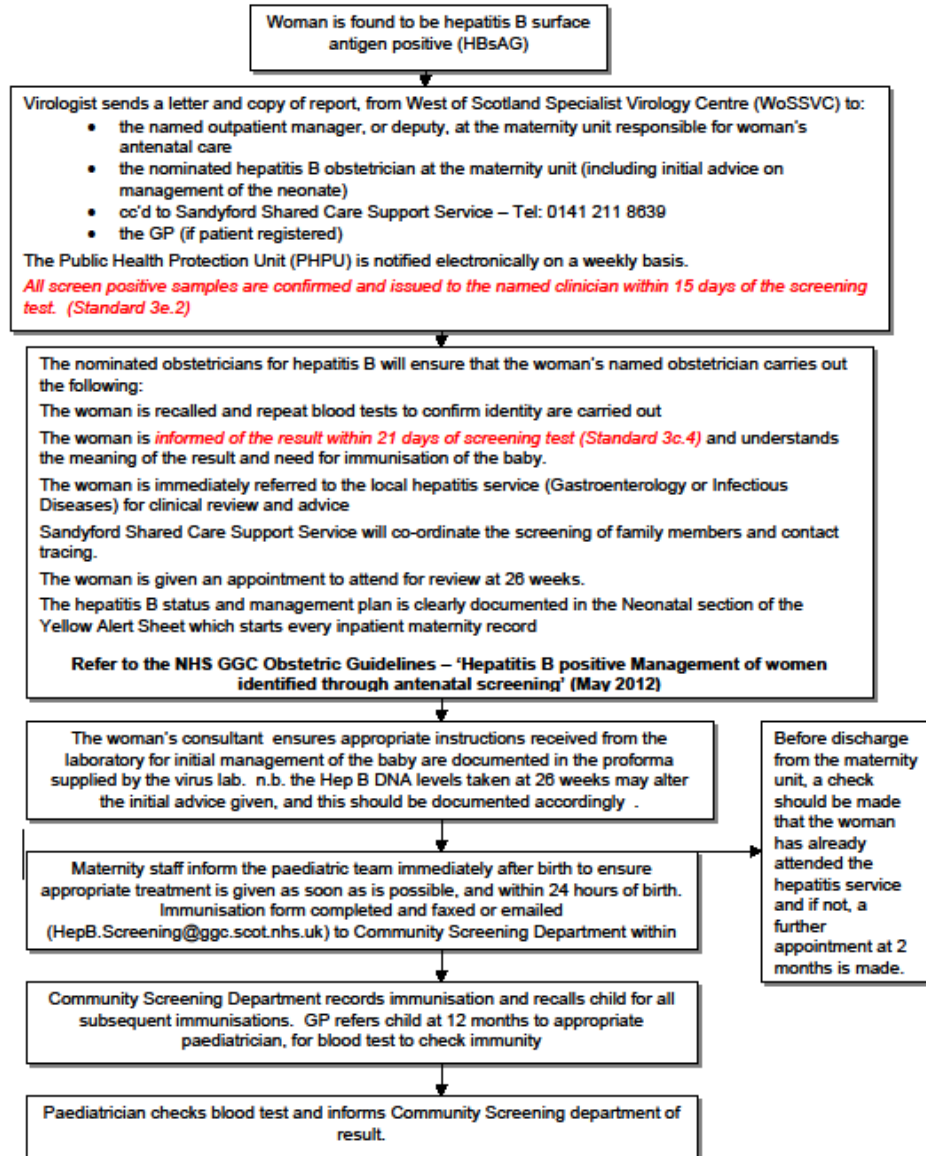 Woman is found to be hepatitis B surface
antigen positive (HBsAG)
Virologist sends a letter and copy of report, from West of Scotland Specialist Virology Centre (WoSSVC) to:
• the named outpatient manager, or deputy, at the maternity unit responsible for woman's
antenatal care
• the nominated hepatitis B obstetrician at the maternity unit (including initial advice on
management of the neonate)
• cc'd to Sandyford Shared Care Support Service – Tel: 0141 211 8639
• the GP (if patient registered)
The Public Health Protection Unit (PHPU) is notified electronically on a weekly basis.
All screen positive samples are confirmed and issued to the named clinician within 15 days of the screening
test. (Standard 3e.2)
The nominated obstetricians for hepatitis B will ensure that the woman's named obstetrician carries out
the following:
The woman is recalled and repeat blood tests to confirm identity are carried out
The woman is informed of the result within 21 days of screening test (Standard 3c.4) and understands
the meaning of the result and need for immunisation of the baby.
The woman is immediately referred to the local hepatitis service (Gastroenterology or Infectious
Diseases) for clinical review and advice
Sandyford Shared Care Support Service will co-ordinate the screening of family members and contact
tracing.
The woman is given an appointment to attend for review at 26 weeks.
The hepatitis B status and management plan is clearly documented in the Neonatal section of the
Yellow Alert Sheet which starts every inpatient maternity record
Refer to the NHS GGC Obstetric Guidelines – 'Hepatitis B positive Management of women
identified through antenatal screening' (May 2012)
The woman's consultant ensures appropriate instructions received from the
laboratory for initial management of the baby are documented in the proforma
supplied by the virus lab. n.b. the Hep B DNA levels taken at 26 weeks may alter
the initial advice given, and this should be documented accordingly .
Before discharge
from the maternity
unit, a check
should be made
that the woman
has already
attended the
hepatitis service
and if not, a
further
appointment at 2
months is made.
Maternity staff inform the paediatric team immediately after birth to ensure
appropriate treatment is given as soon as is possible, and within 24 hours of birth.
Immunisation form completed and faxed or emailed
(HepB.Screening@ggc.scot.nhs.uk) to Community Screening Department within
Community Screening Department records immunisation and recalls child for all
subsequent immunisations. GP refers child at 12 months to appropriate
paediatrician, for blood test to check immunity
Paediatrician checks blood test and informs Community Screening department of
result.